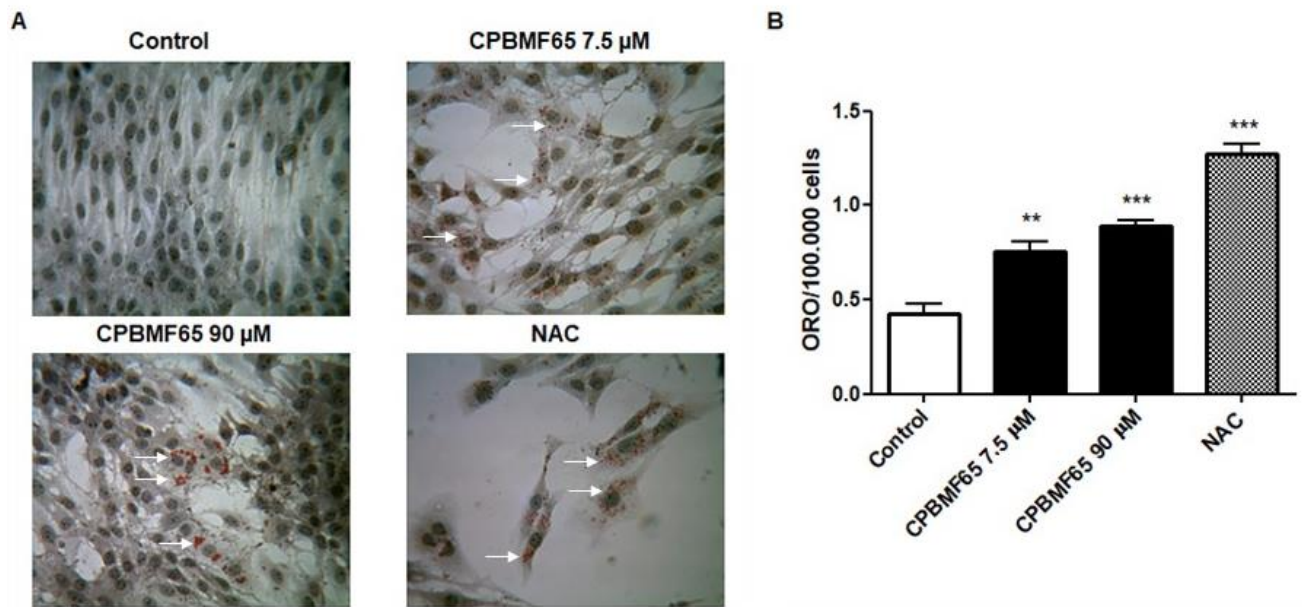 A
Control
CPBMF65 7.5 µM
CPBMF65 90 µM
NAC
B
ORO/100.000 cells
1.5
1.0
0.5
0.0
**
***
***
Control
CPBMF65 7.5 µM
CPBMF65 90 µM
NAC